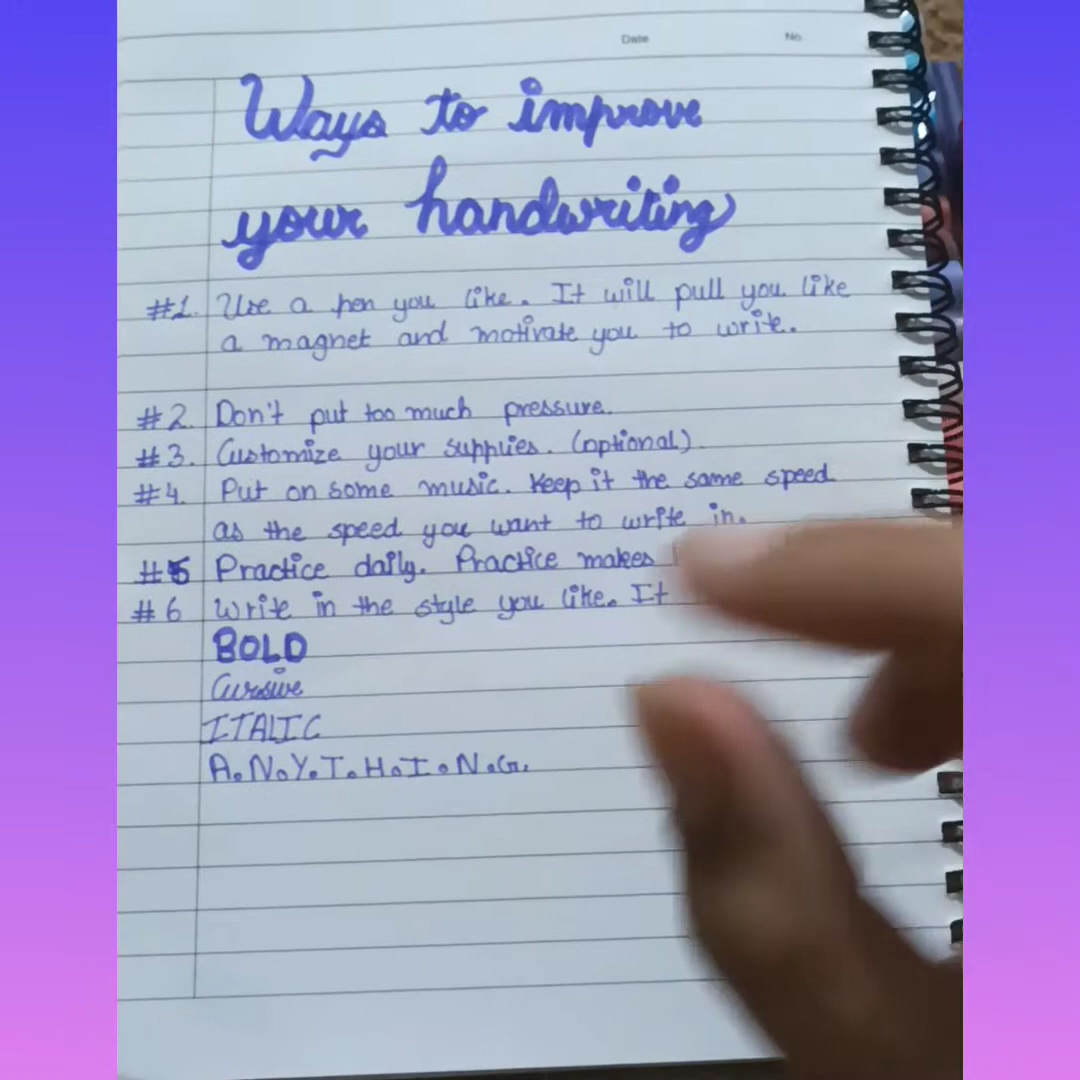 Date No
Ways to improve
your handwriting
#1. Use a pen you like. It will pull you like
a magnet and motivate you to write.
#2. Don't put too much pressure.
#3. Customize your supplies. (optional)
#4. Put on some music. Keep it the same speed
as the speed you want to write in.
#5 Practice daily. Practice makes
#6 Write in the style you like. It
BOLD
Cursive
ITALIC
A.N.Y.T.H.I.N.G.